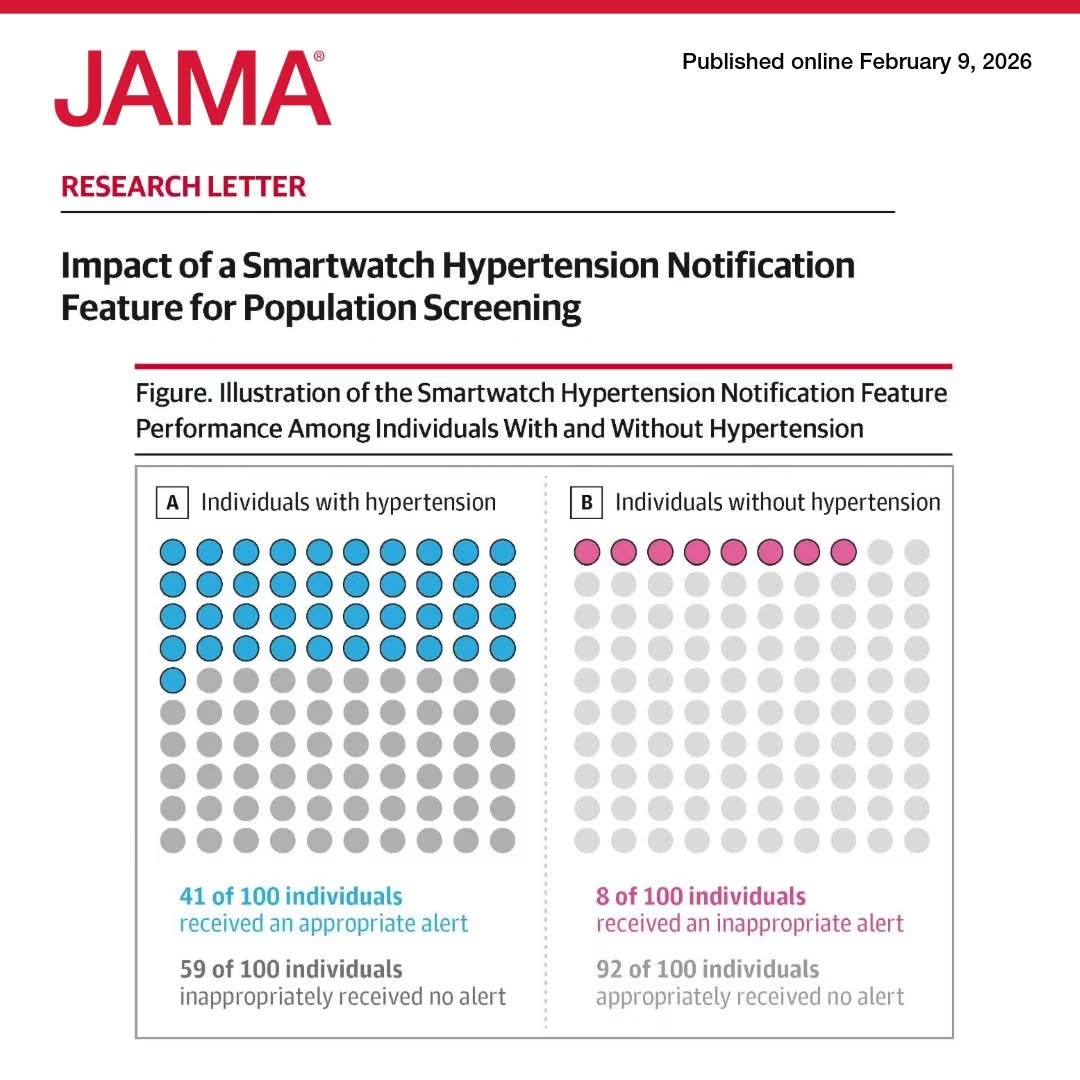 JAMA®
Published online February 9, 2026
RESEARCH LETTER
Impact of a Smartwatch Hypertension Notification
Feature for Population Screening
Figure. Illustration of the Smartwatch Hypertension Notification Feature
Performance Among Individuals With and Without Hypertension
A Individuals with hypertension
41 of 100 individuals
received an appropriate alert
59 of 100 individuals
inappropriately received no alert
B Individuals without hypertension
8 of 100 individuals
received an inappropriate alert
92 of 100 individuals
appropriately received no alert